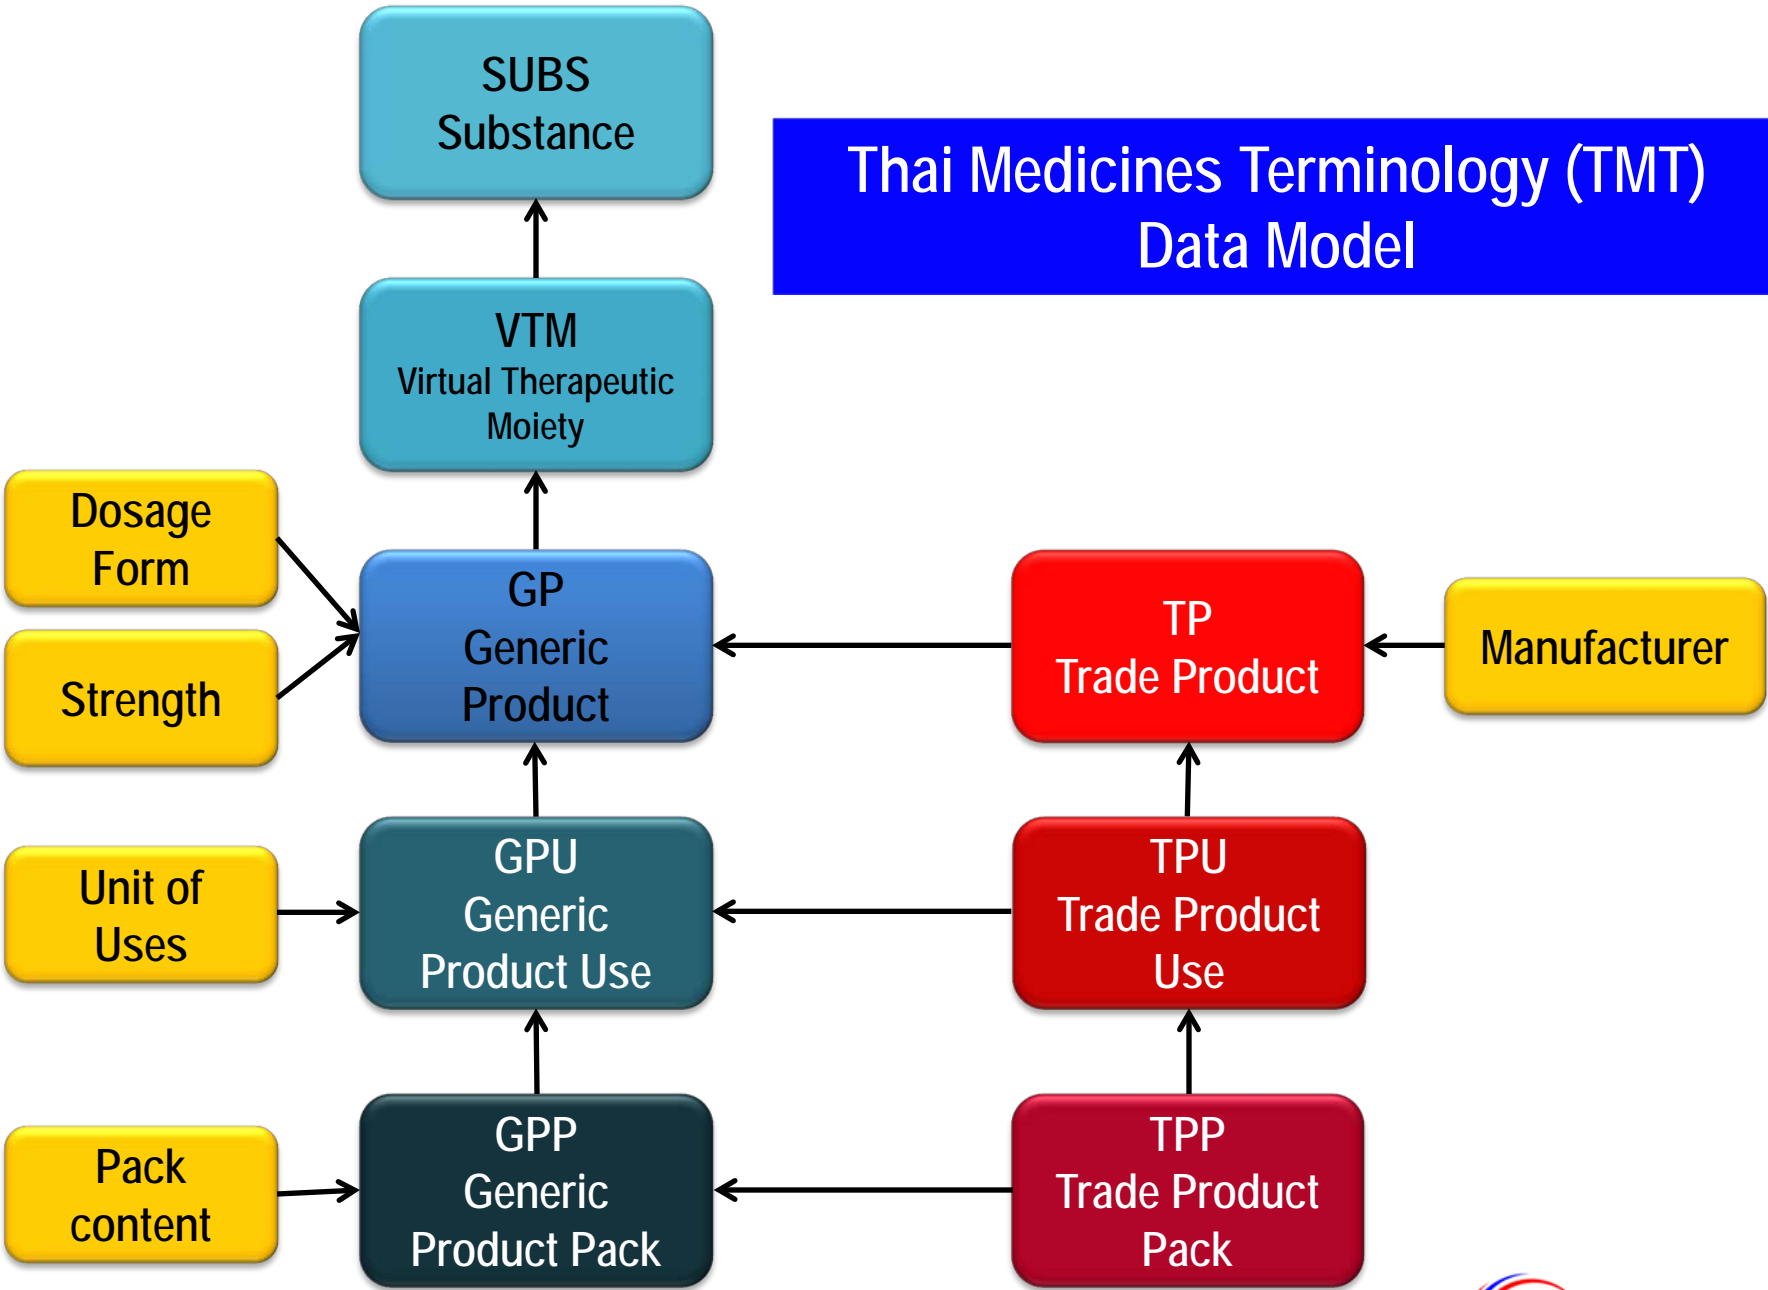 SUBS
Substance
Thai Medicines Terminology (TMT)
Data Model
VTM
Virtual Therapeutic
Moiety
Dosage
Form
Strength
GP
Generic
Product
TP
Trade Product
Manufacturer
Unit of
Uses
GPU
Generic
Product Use
TPU
Trade Product
Use
Pack
content
GPP
Generic
Product Pack
TPP
Trade Product
Pack